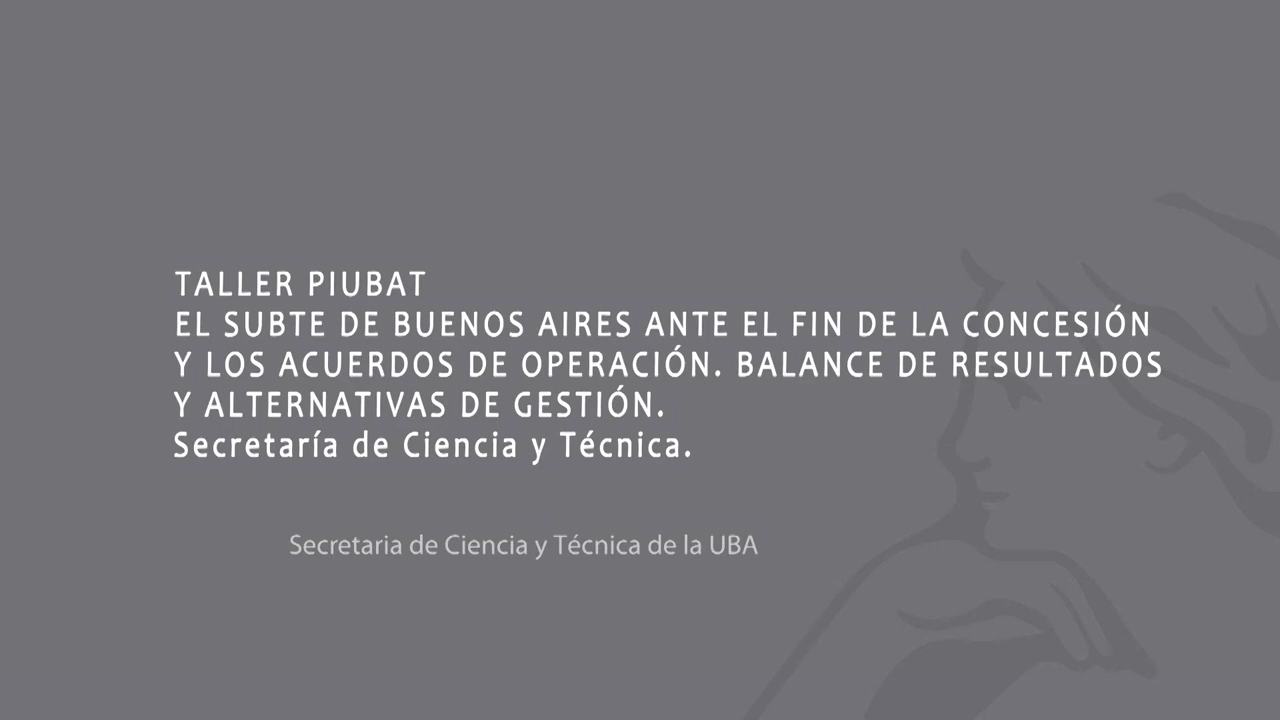 TALLER PIUBAT
EL SUBTE DE BUENOS AIRES ANTE EL FIN DE LA CONCESIÓN
Y LOS ACUERDOS DE OPERACIÓN. BALANCE DE RESULTADOS
Y ALTERNATIVAS DE GESTIÓN.
Secretaría de Ciencia y Técnica.
Secretaria de Ciencia y Técnica de la UBA